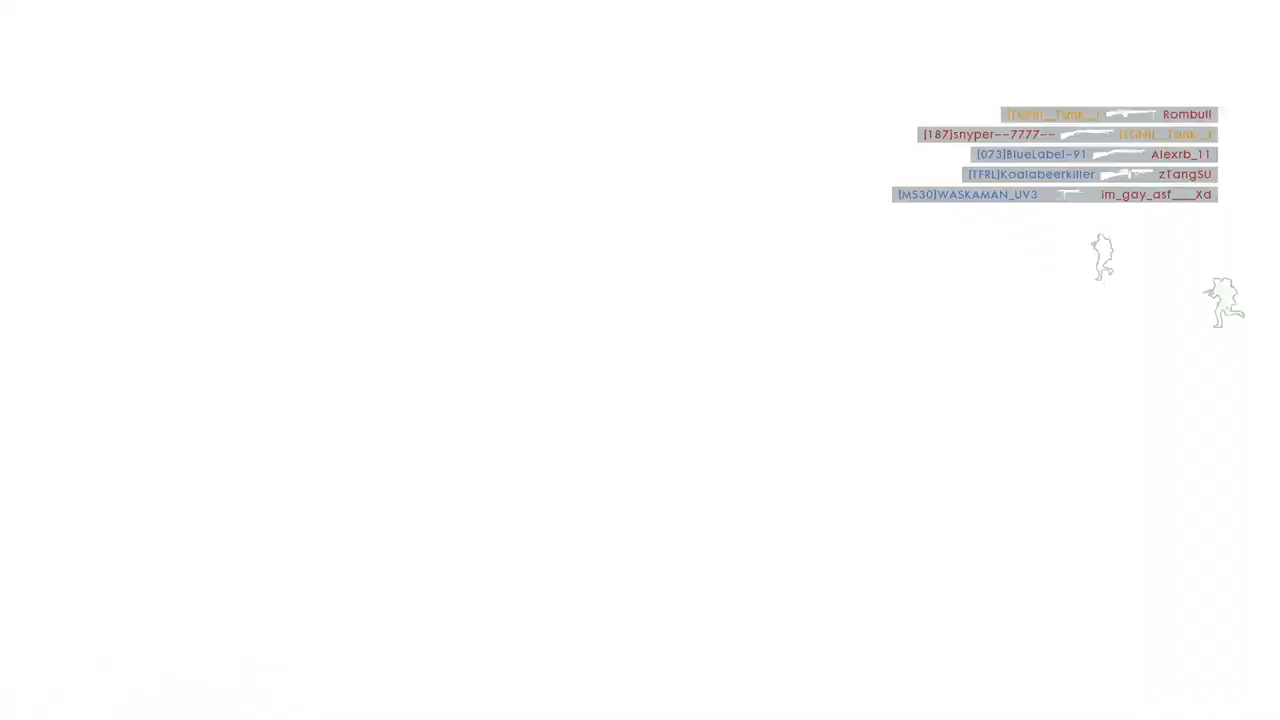 Rombull
[187]snyper--7777--
[073]BlueLabel-91 Alexrb_11
[TFRL]Koalabeerkiller zTangSU
[MS30]WASKAMAN_UV3 im_gay_asf___Xd